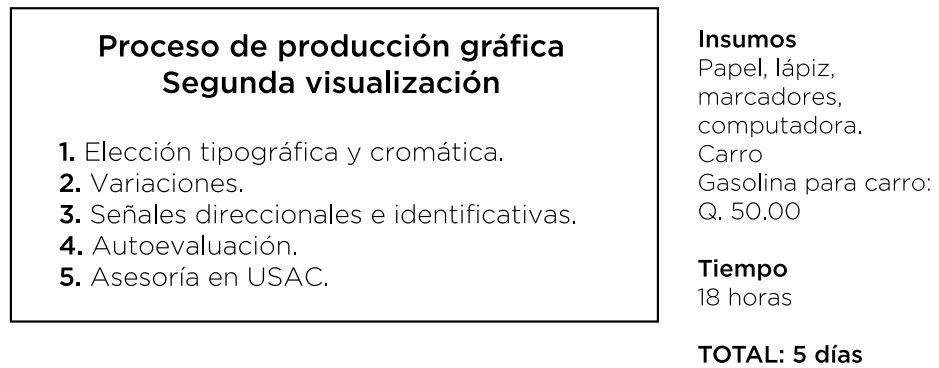 Proceso de producción gráfica
Segunda visualización
1. Elección tipográfica y cromática.
2. Variaciones.
3. Señales direccionales e identificativas.
4. Autoevaluación.
5. Asesoría en USAC.
Insumos
Papel, lápiz,
marcadores,
computadora.
Carro
Gasolina para carro:
Q. 50.00
Tiempo
18 horas
TOTAL: 5 días